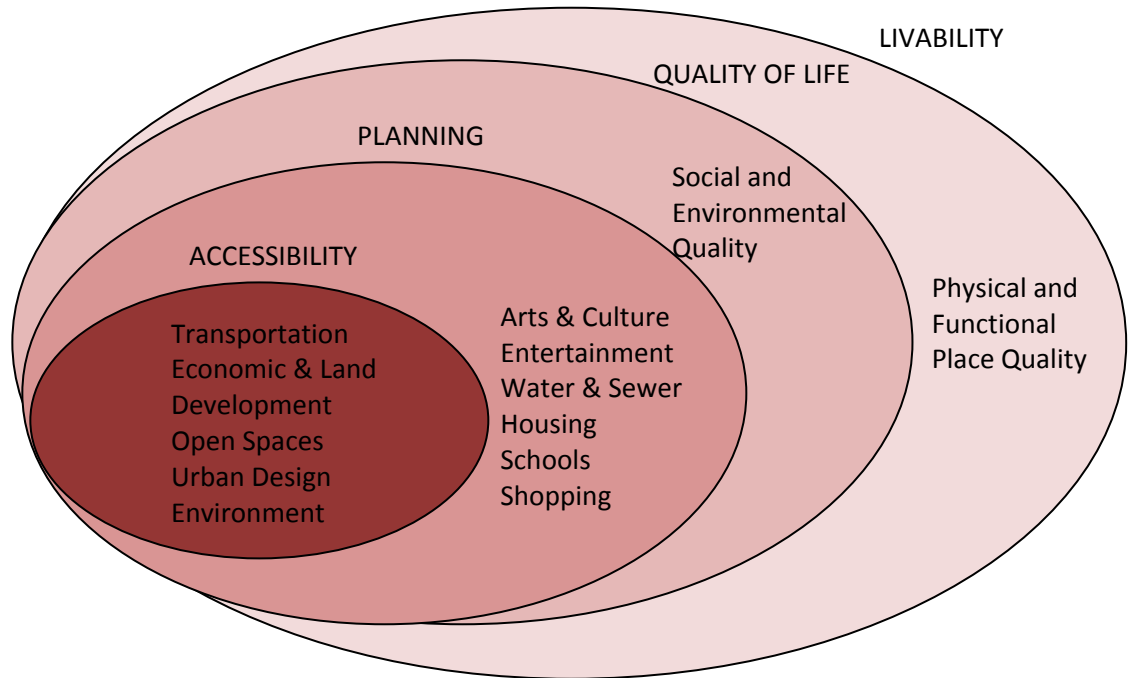 LIVABILITY
QUALITY OF LIFE
PLANNING
Social and
Environmental
Quality
ACCESSIBILITY
Physical and
Functional
Place Quality
Arts & Culture
Entertainment
Water & Sewer
Housing
Schools
Shopping
Transportation
Economic & Land
Development
Open Spaces
Urban Design
Environment